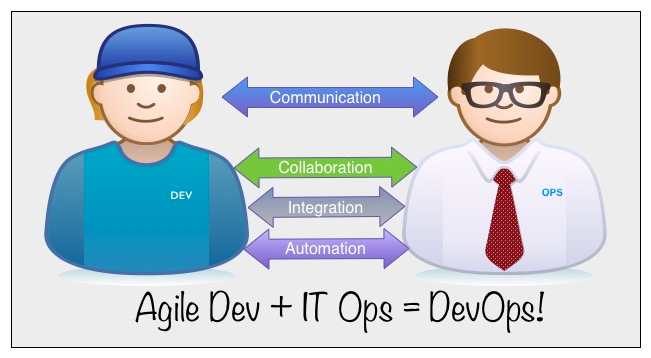 Communication
Collaboration
DEV
OPS
Integration
Automation
Agile Dev + IT Ops = DevOps!